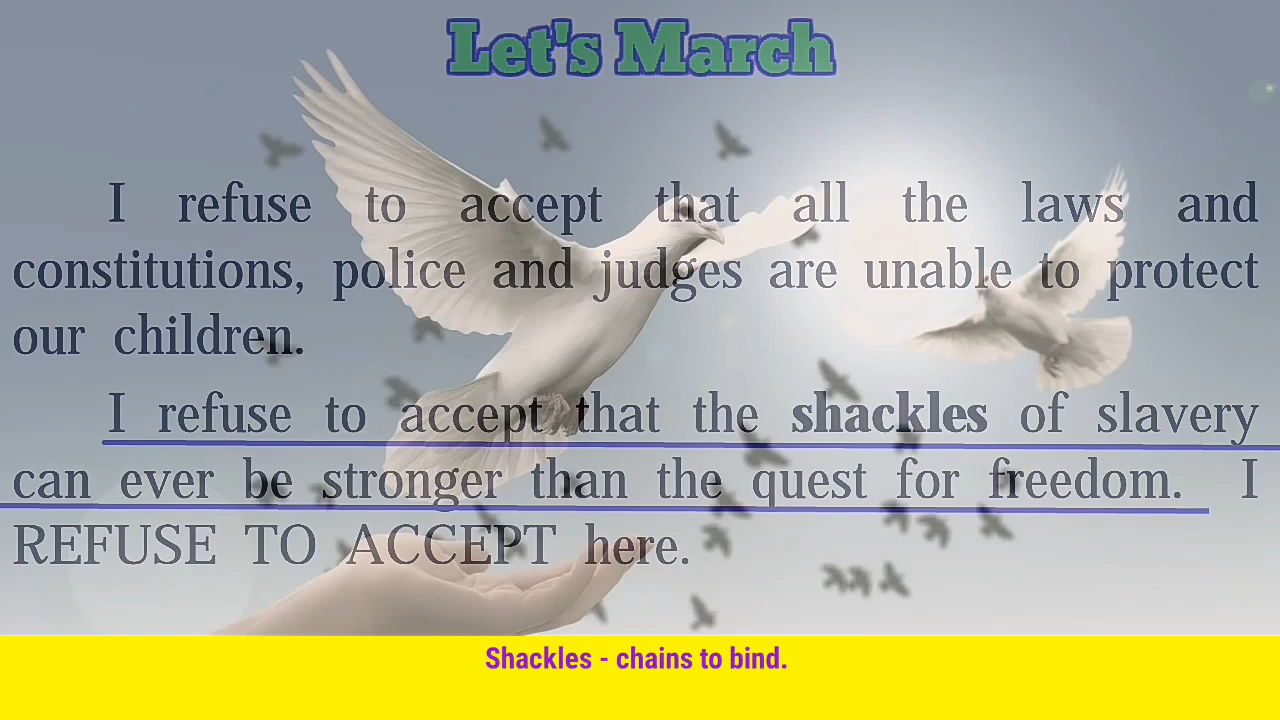 Let's March
I refuse to accept that all the laws and
constitutions, police and judges are unable to protect
our children.
I refuse to accept that the shackles of slavery
can ever be stronger than the quest for freedom. I
REFUSE TO ACCEPT here.
Shackles - chains to bind.